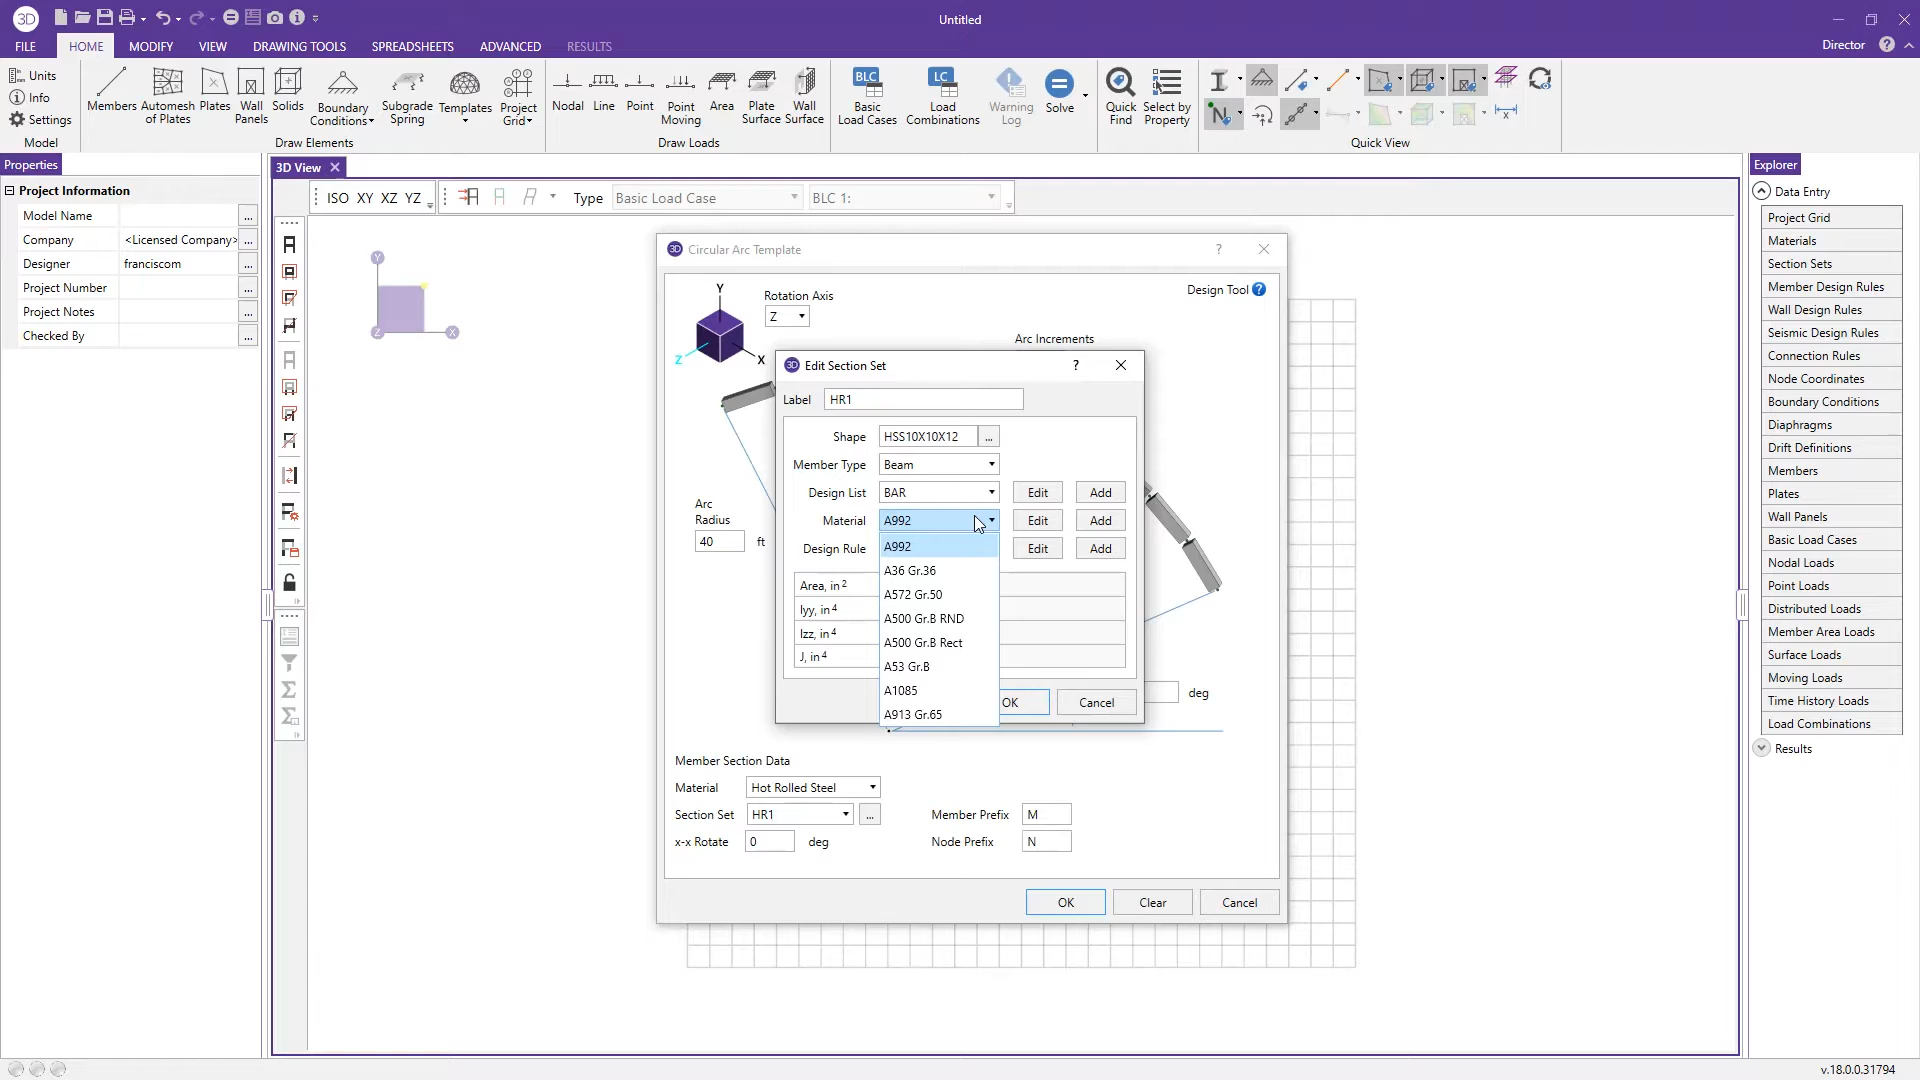 3D
Untitled
FILE
HOME
MODIFY
VIEW
DRAWING TOOLS
SPREADSHEETS
ADVANCED
RESULTS
Director
Units
Info
Settings
Model
Members
Automesh
of Plates
Plates
Wall
Panels
Solids
Boundary
Conditions
Subgrade
Spring
Templates
Project
Grid
Draw Elements
Nodal
Line
Point
Point
Moving
Area
Plate
Surface
Wall
Surface
Draw Loads
BLC
Basic
Load Cases
LC
Load
Combinations
Warning
Log
Solve
Quick
Find
Select by
Property
Quick View
Properties
Project Information
Model Name
...
Company
<Licensed Company>
...
Designer
franciscom
...
Project Number
...
Project Notes
...
Checked By
...
3D View
ISO XY XZ YZ
Type
Basic Load Case
BLC 1:
Y
Z
X
3D Circular Arc Template
?
Y
Z
X
Rotation Axis
Z
Design Tool ?
Arc Increments
Arc
Radius
40
ft
deg
3D Edit Section Set
?
Label
HR1
Shape
HSS10X10X12
...
Member Type
Beam
Design List
BAR
Edit
Add
Material
A992
Edit
Add
Design Rule
Edit
Add
A992
A36 Gr.36
A572 Gr.50
A500 Gr.B RND
A500 Gr.B Rect
A53 Gr.B
A1085
A913 Gr.65
Area, in2
Iyy, in4
Izz, in4
J, in4
OK
Cancel
Member Section Data
Material
Hot Rolled Steel
Section Set
HR1
...
Member Prefix
M
x-x Rotate
0
deg
Node Prefix
N
OK
Clear
Cancel
Explorer
Data Entry
Project Grid
Materials
Section Sets
Member Design Rules
Wall Design Rules
Seismic Design Rules
Connection Rules
Node Coordinates
Boundary Conditions
Diaphragms
Drift Definitions
Members
Plates
Wall Panels
Basic Load Cases
Nodal Loads
Point Loads
Distributed Loads
Member Area Loads
Surface Loads
Moving Loads
Time History Loads
Load Combinations
Results
v.18.0.0.31794